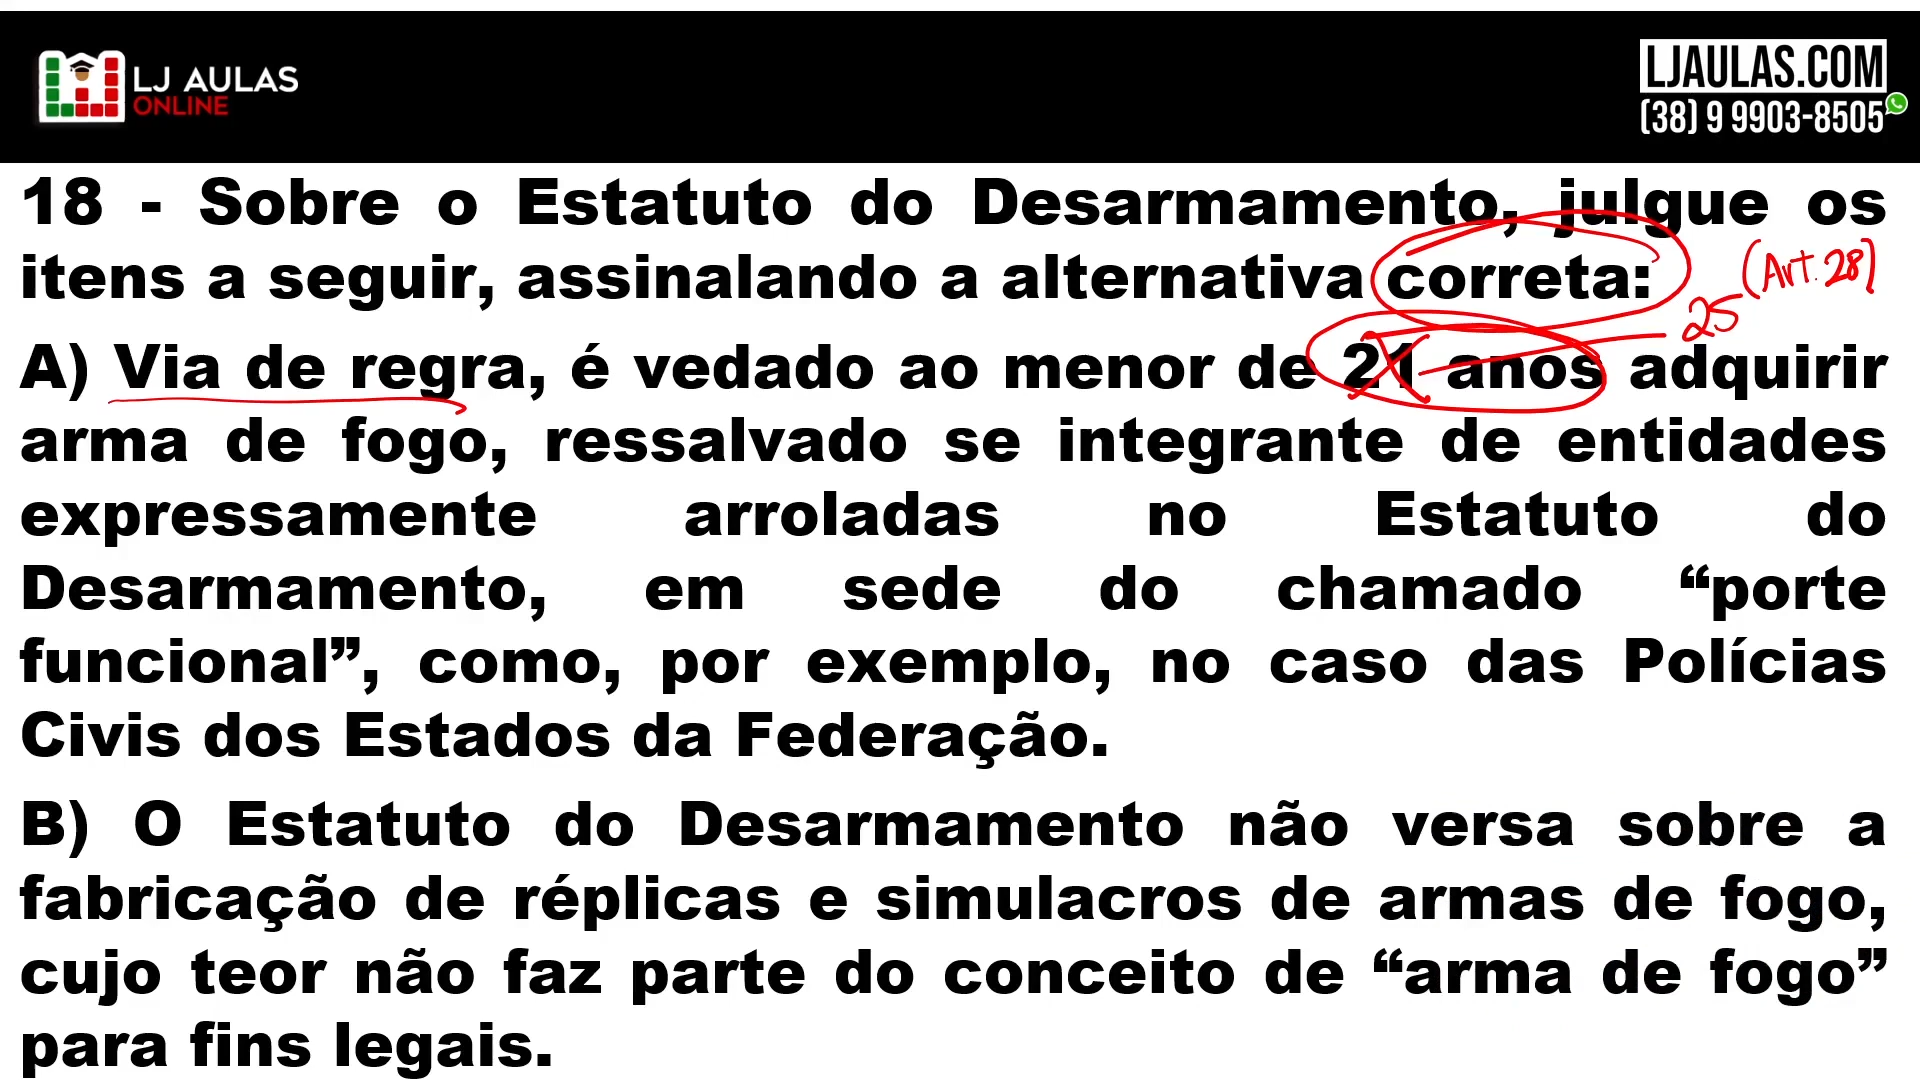 LJ AULAS
ONLINE
LJAULAS.COM
(38) 9 9903-8505
18 - Sobre o Estatuto do Desarmamento, julgue os
itens a seguir, assinalando a alternativa correta:
(Art. 28)
25
A) Via de regra, é vedado ao menor de 21 anos adquirir
arma de fogo, ressalvado se integrante de entidades
expressamente arroladas no Estatuto do
Desarmamento, em sede do chamado “porte
funcional”, como, por exemplo, no caso das Polícias
Civis dos Estados da Federação.
B) O Estatuto do Desarmamento não versa sobre a
fabricação de réplicas e simulacros de armas de fogo,
cujo teor não faz parte do conceito de “arma de fogo”
para fins legais.